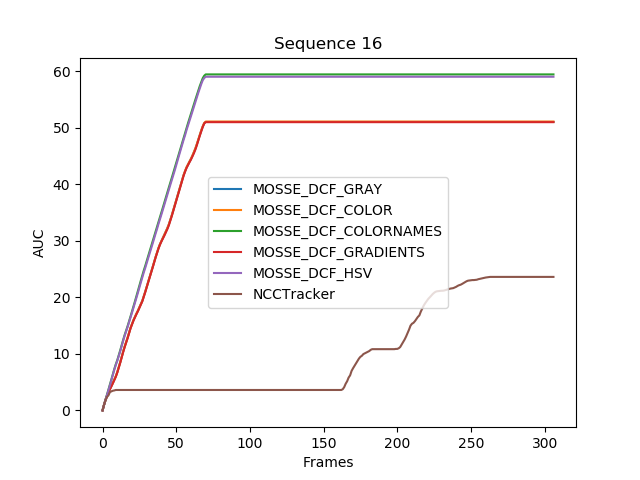 Sequence 16
60
50
40
30
20
10
0
AUC
MOSSE_DCF_GRAY
MOSSE_DCF_COLOR
MOSSE_DCF_COLORNAMES
MOSSE_DCF_GRADIENTS
MOSSE_DCF_HSV
NCCTracker
0 50 100 150 200 250 300
Frames